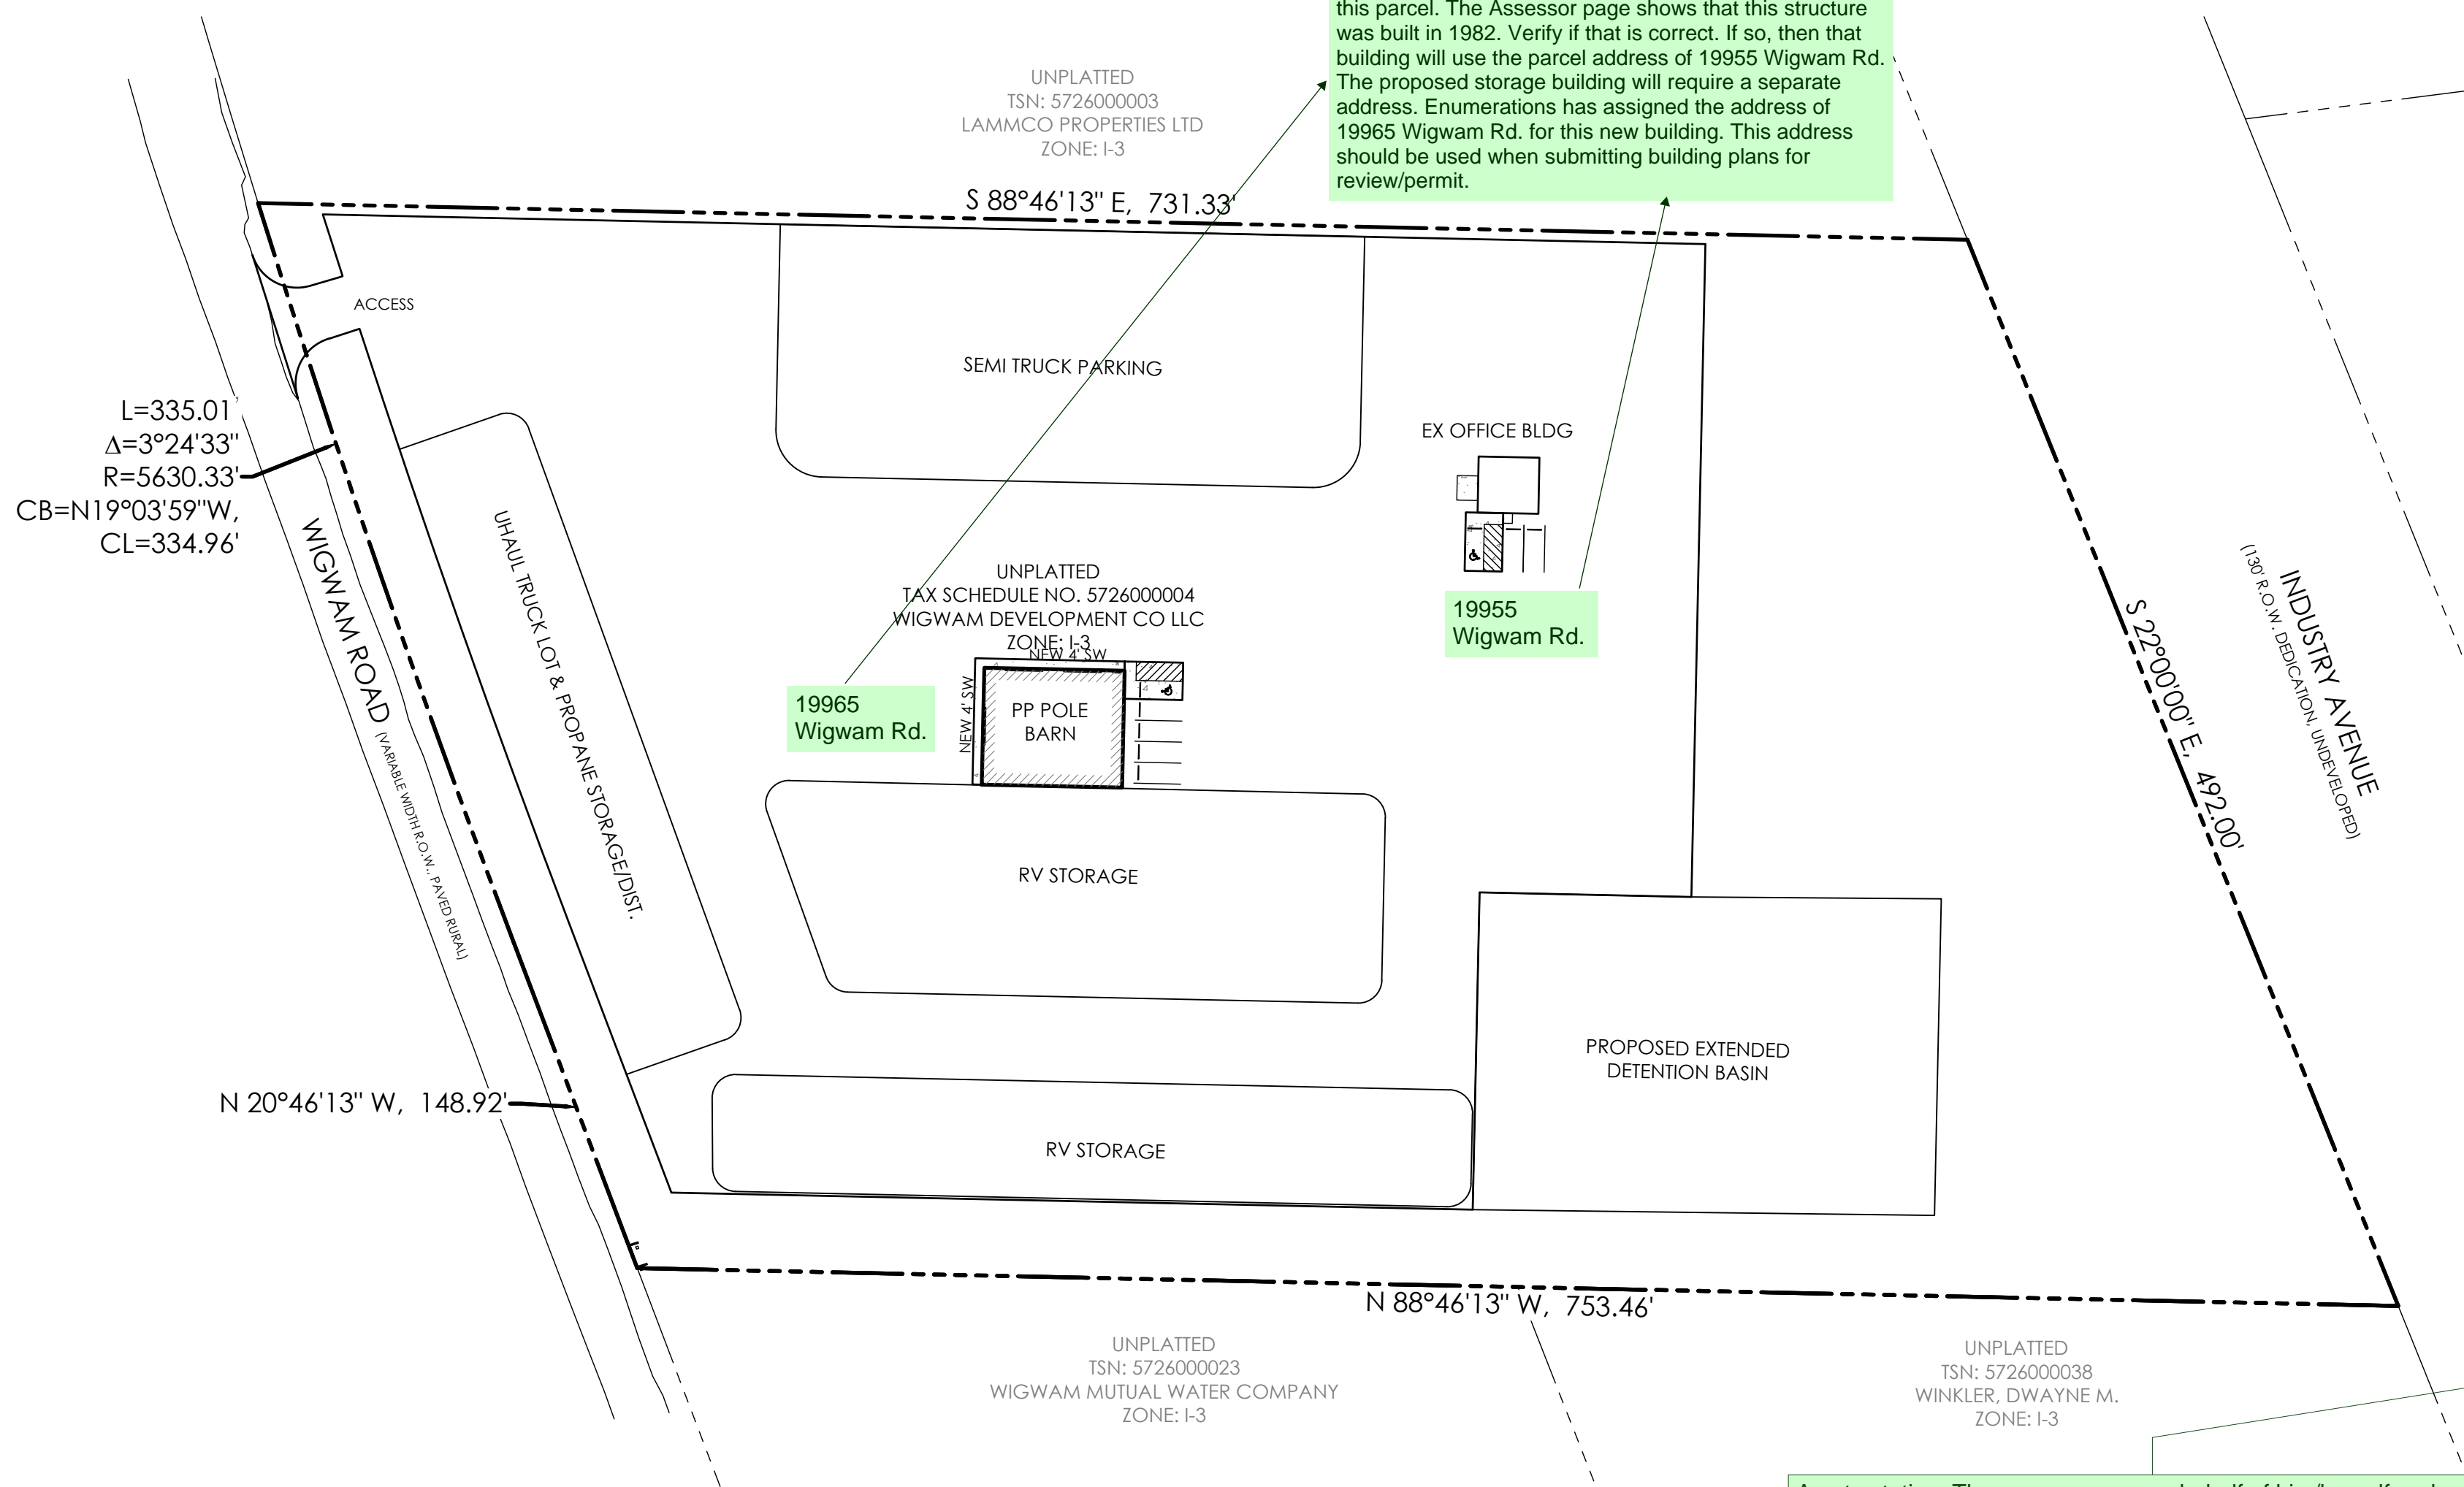 this parcel. The Assessor page shows that this structure
was built in 1982. Verify if that is correct. If so, then that
building will use the parcel address of 19955 Wigwam Rd.
The proposed storage building will require a separate
address. Enumerations has assigned the address of
19965 Wigwam Rd. for this new building. This address
should be used when submitting building plans for
review/permit.
UNPLATTED
TSN: 5726000003
LAMMCO PROPERTIES LTD
ZONE: I-3
S 88°46'13" E, 731.33'
ACCESS
SEMI TRUCK PARKING
L=335.01'
Δ=3°24'33"
R=5630.33'
CB=N19°03'59"W,
CL=334.96'
EX OFFICE BLDG
WIGWAM ROAD
(VARIABLE WIDTH R.O.W., PAVED RURAL)
UHAUL TRUCK LOT & PROPANE STORAGE/DIST.
UNPLATTED
TAX SCHEDULE NO. 5726000004
WIGWAM DEVELOPMENT CO LLC
ZONE: I-3
NEW 4' SW
NEW 4' SW
PP POLE
BARN
19965
Wigwam Rd.
19955
Wigwam Rd.
INDUSTRY AVENUE
(130' R.O.W. DEDICATION, UNDEVELOPED)
S 22°00'00" E, 492.00'
RV STORAGE
PROPOSED EXTENDED
DETENTION BASIN
N 20°46'13" W, 148.92'
RV STORAGE
N 88°46'13" W, 753.46'
UNPLATTED
TSN: 5726000023
WIGWAM MUTUAL WATER COMPANY
ZONE: I-3
UNPLATTED
TSN: 5726000038
WINKLER, DWAYNE M.
ZONE: I-3